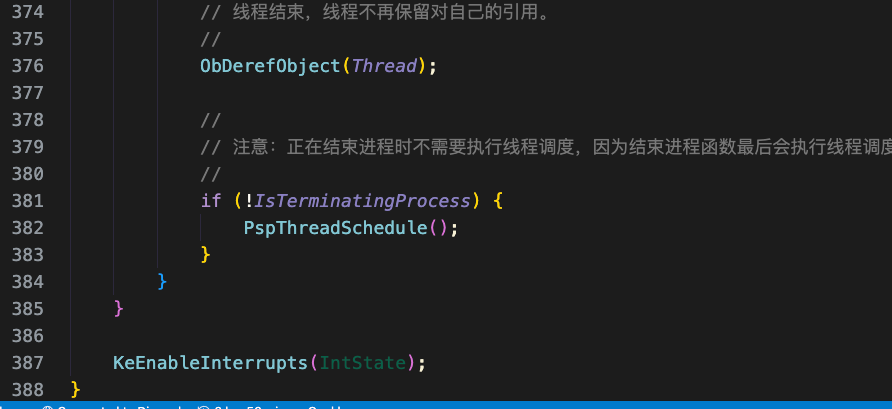 374 // 线程结束，线程不再保留对自己的引用。
375 //
376 ObDerefObject(Thread);
377
378 //
379 // 注意：正在结束进程时不需要执行线程调度，因为结束进程函数最后会执行线程调度
380 //
381 if (!IsTerminatingProcess) {
382 PspThreadSchedule();
383 }
384 }
385 }
386
387 KeEnableInterrupts(IntState);
388 }